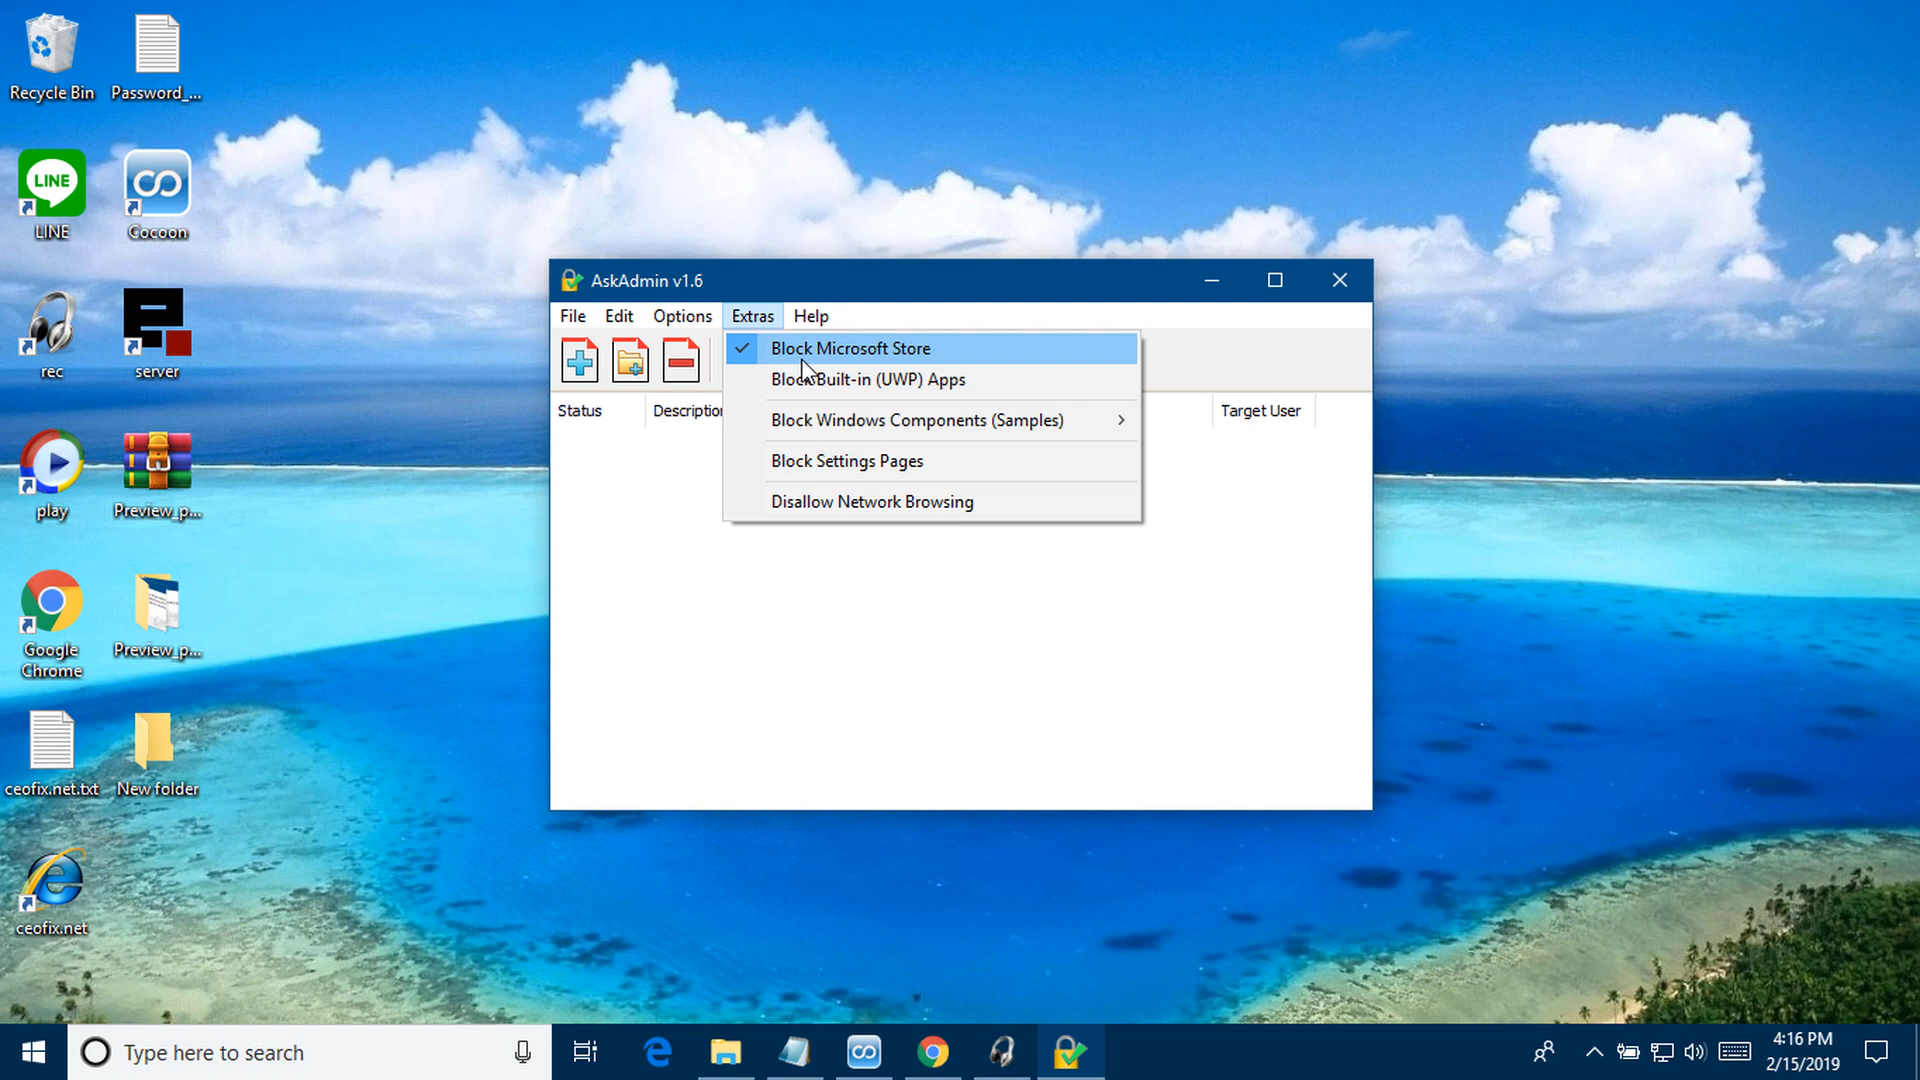 Recycle Bin
Password_...
LINE
LINE
Cocoon
rec
server
play
Preview_p...
Google
Chrome
Preview_p...
ceofix.net.txt
New folder
ceofix.net
AskAdmin v1.6
File Edit Options Extras Help
Block Microsoft Store
Block Built-in (UWP) Apps
Block Windows Components (Samples)
Block Settings Pages
Disallow Network Browsing
Status
Description
Target User
Type here to search
4:16 PM
2/15/2019